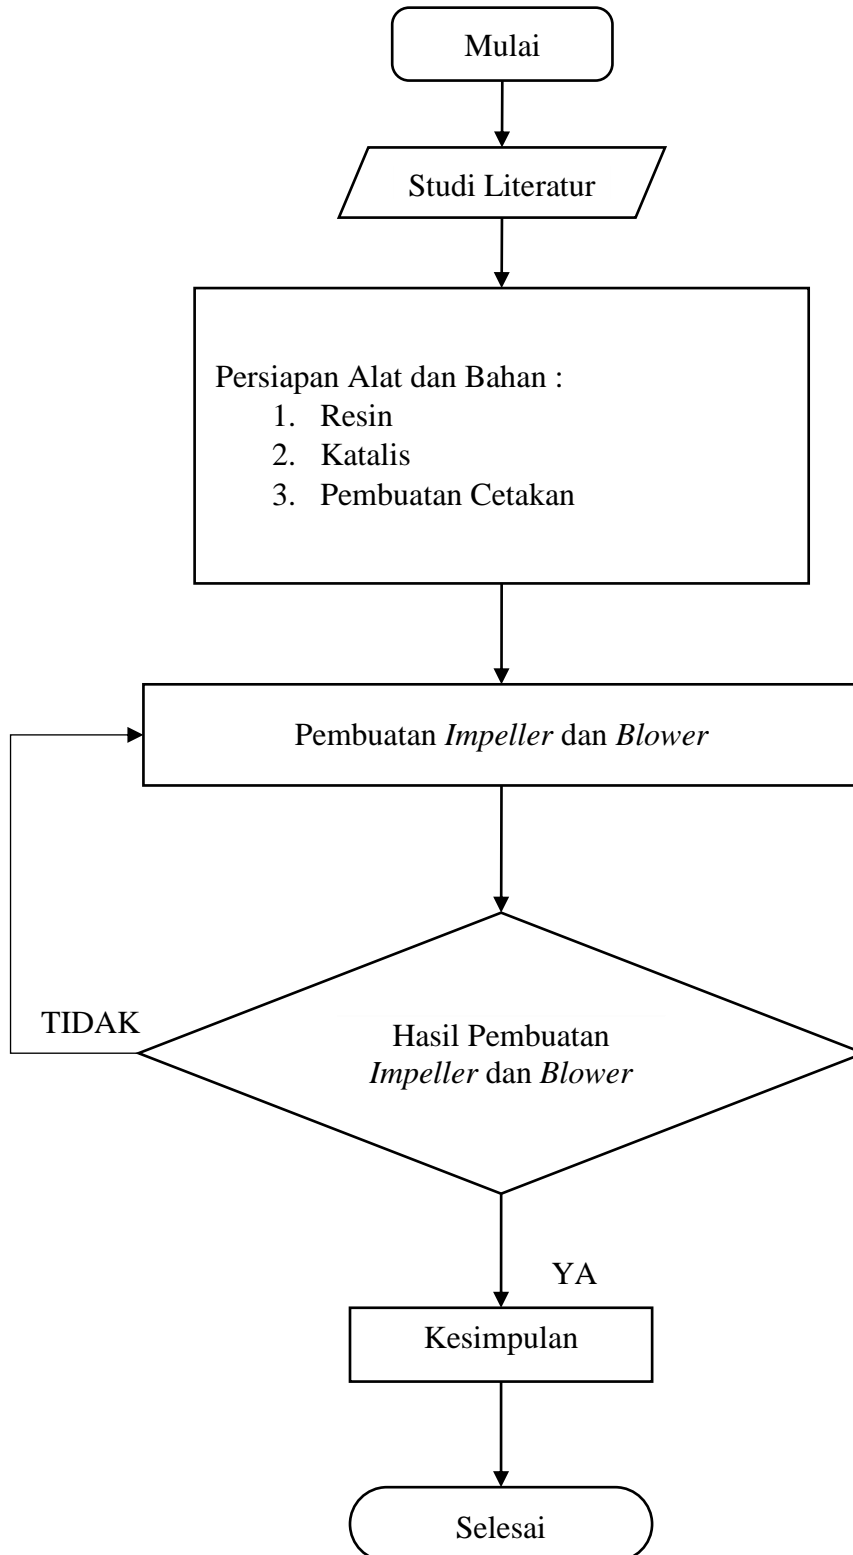 Mulai
Studi Literatur
Persiapan Alat dan Bahan :
1. Resin
2. Katalis
3. Pembuatan Cetakan
Pembuatan Impeller dan Blower
TIDAK
Hasil Pembuatan
Impeller dan Blower
YA
Kesimpulan
Selesai